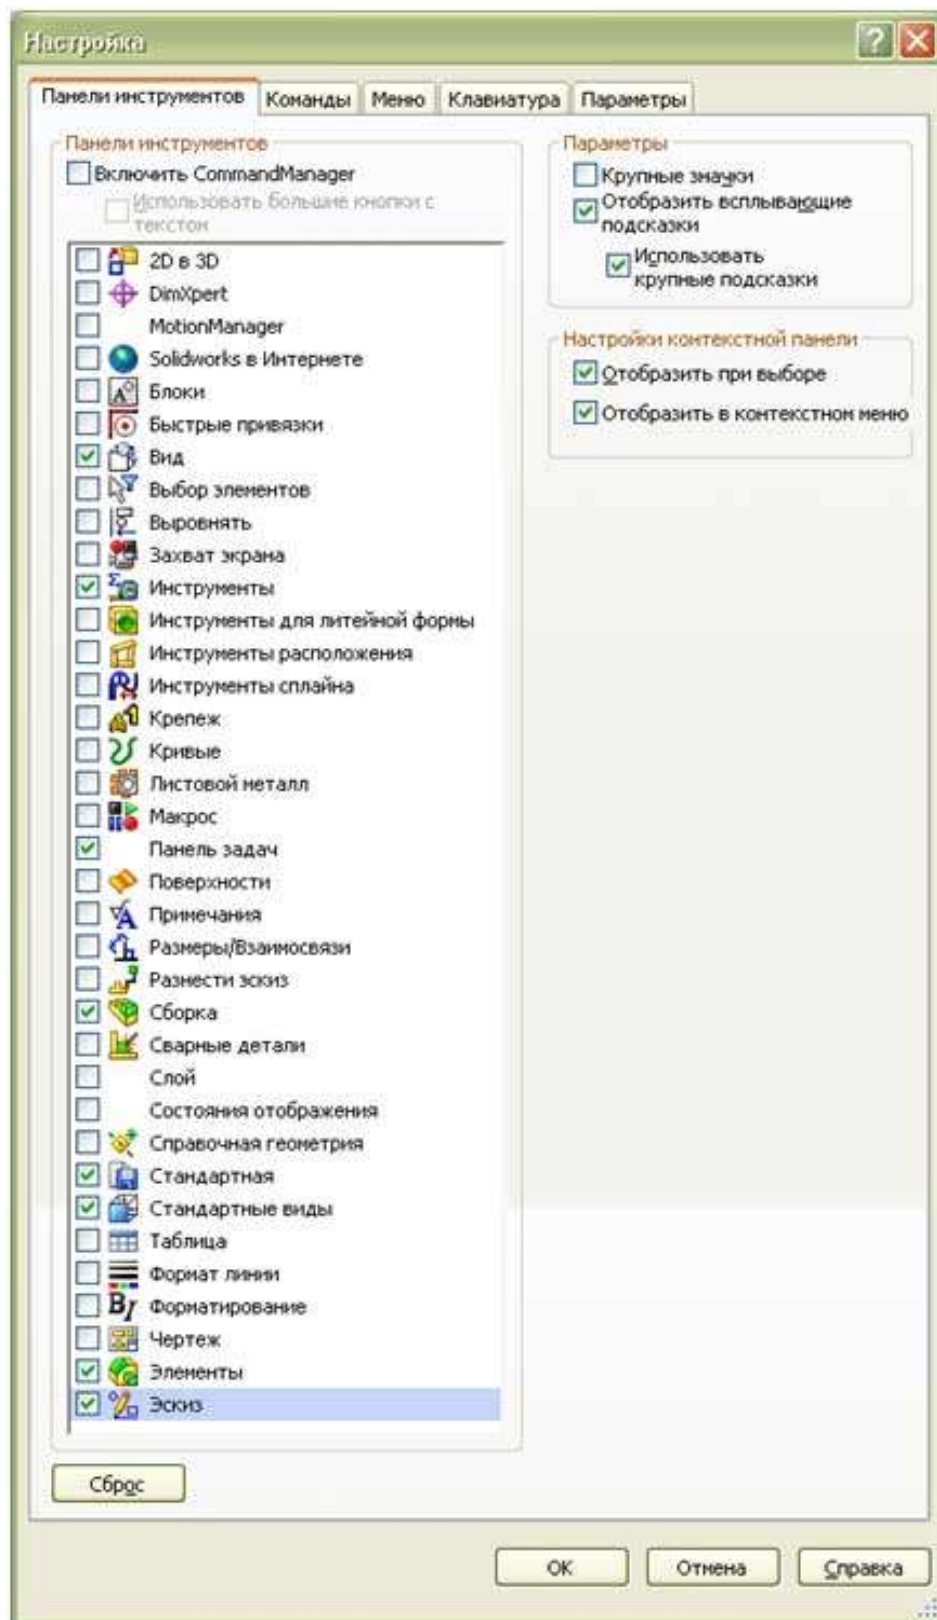 Настройка
Панели инструментов Команды Меню Клавиатура Параметры
Панели инструментов
Включить CommandManager
Использовать большие кнопки с
текстом
2D в 3D
DimXpert
MotionManager
Solidworks в Интернете
Блоки
Быстрые привязки
Вид
Выбор элементов
Выровнять
Захват экрана
Инструменты
Инструменты для литейной формы
Инструменты расположения
Инструменты сплайна
Крепеж
Кривые
Листовой металл
Макрос
Панель задач
Поверхности
Примечания
Размеры/Взаимосвязи
Разнести эскиз
Сборка
Сварные детали
Слой
Состояния отображения
Справочная геометрия
Стандартная
Стандартные виды
Таблица
Формат линии
Форматирование
Чертеж
Элементы
Эскиз
Параметры
Крупные значки
Отобразить всплывающие
подсказки
Использовать
крупные подсказки
Настройки контекстной панели
Отобразить при выборе
Отобразить в контекстном меню
Сброс
OK Отмена Справка